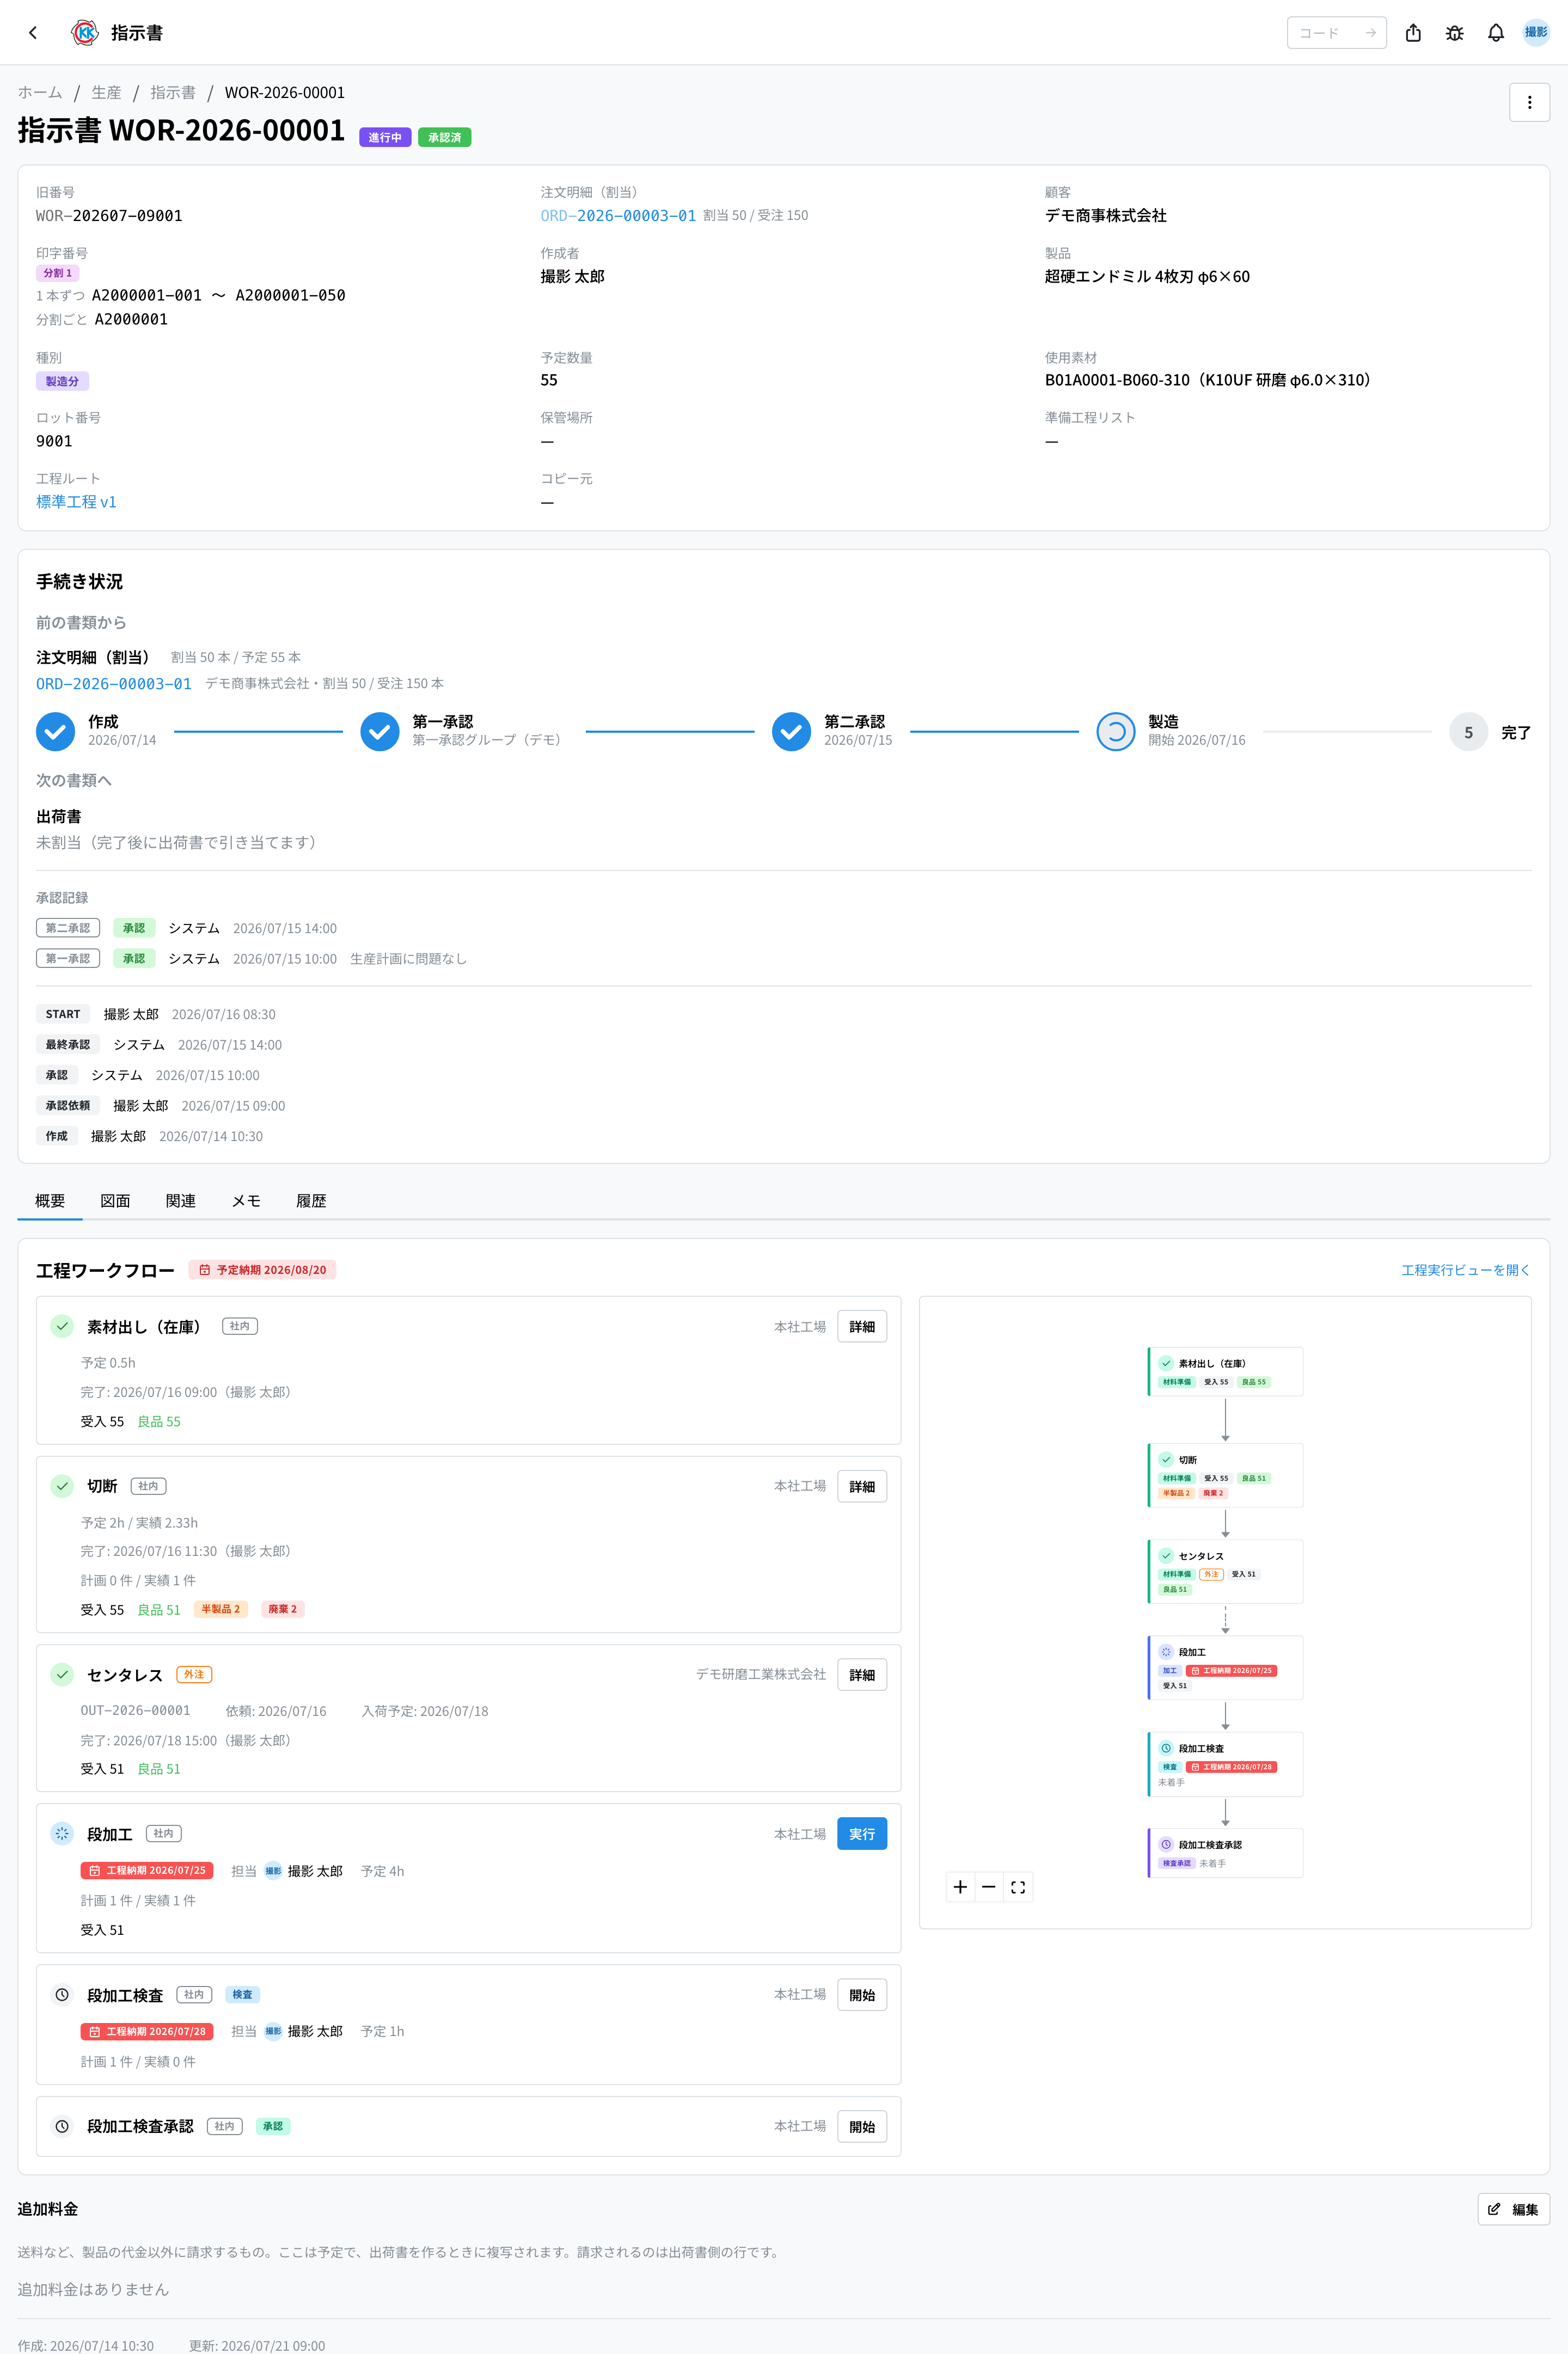 指示書
コード
撮影
ホーム / 生産 / 指示書 / WOR-2026-00001
指示書 WOR-2026-00001 進行中 承認済
旧番号
WOR-202607-09001
注文明細（割当）
ORD-2026-00003-01 割当 50 / 受注 150
顧客
デモ商事株式会社
印字番号
分割 1
1 本ずつ A2000001-001 〜 A2000001-050
分割ごと A2000001
作成者
撮影 太郎
製品
超硬エンドミル 4枚刃 φ6×60
種別
製造分
予定数量
55
使用素材
B01A0001-B060-310（K10UF 研磨 φ6.0×310）
ロット番号
9001
保管場所
—
準備工程リスト
—
工程ルート
標準工程 v1
コピー元
—
手続き状況
前の書類から
注文明細（割当） 割当 50 本 / 予定 55 本
ORD-2026-00003-01 デモ商事株式会社・割当 50 / 受注 150 本
作成
2026/07/14
第一承認
第一承認グループ（デモ）
第二承認
2026/07/15
製造
開始 2026/07/16
5 完了
次の書類へ
出荷書
未割当（完了後に出荷書で引き当てます）
承認記録
第二承認 承認 システム 2026/07/15 14:00
第一承認 承認 システム 2026/07/15 10:00 生産計画に問題なし
START 撮影 太郎 2026/07/16 08:30
最終承認 システム 2026/07/15 14:00
承認 システム 2026/07/15 10:00
承認依頼 撮影 太郎 2026/07/15 09:00
作成 撮影 太郎 2026/07/14 10:30
概要 図面 関連 メモ 履歴
工程ワークフロー 予定納期 2026/08/20
工程実行ビューを開く
素材出し（在庫） 社内 本社工場 詳細
予定 0.5h
完了: 2026/07/16 09:00（撮影 太郎）
受入 55 良品 55
切断 社内 本社工場 詳細
予定 2h / 実績 2.33h
完了: 2026/07/16 11:30（撮影 太郎）
計画 0 件 / 実績 1 件
受入 55 良品 51 半製品 2 廃棄 2
センタレス 外注 デモ研磨工業株式会社 詳細
OUT-2026-00001 依頼: 2026/07/16 入荷予定: 2026/07/18
完了: 2026/07/18 15:00（撮影 太郎）
受入 51 良品 51
段加工 社内 本社工場 実行
工程納期 2026/07/25 担当 撮影 撮影 太郎 予定 4h
計画 1 件 / 実績 1 件
受入 51
段加工検査 社内 検査 本社工場 開始
工程納期 2026/07/28 担当 撮影 撮影 太郎 予定 1h
計画 1 件 / 実績 0 件
段加工検査承認 社内 承認 本社工場 開始
素材出し（在庫）
材料準備 受入 55 良品 55
切断
材料準備 受入 55 良品 51
半製品 2 廃棄 2
センタレス
材料準備 外注 受入 51
良品 51
段加工
加工 工程納期 2026/07/25
受入 51
段加工検査
検査 工程納期 2026/07/28
未着手
段加工検査承認
検査承認 未着手
追加料金
編集
送料など、製品の代金以外に請求するもの。ここは予定で、出荷書を作るときに複写されます。請求されるのは出荷書側の行です。
追加料金はありません
作成: 2026/07/14 10:30 更新: 2026/07/21 09:00